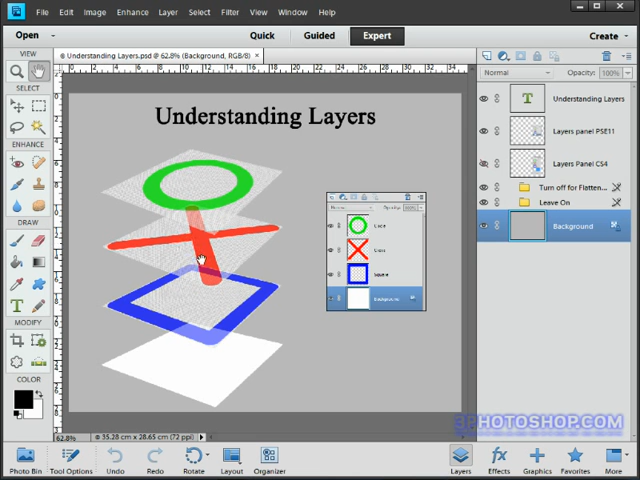 File Edit Image Enhance Layer Select Filter View Window Help
Open Quick Guided Expert Create
Understanding Layers.psd @ 62.8% (Background, RGB/8)
VIEW
SELECT
ENHANCE
DRAW
MODIFY
COLOR
Understanding Layers
Background
Normal Opacity: 100%
Understanding Layers
Layers panel PSE11
Layers Panel CS4
Turn off for Flatten...
Leave On
Background
3PHOTOSHOP.COM
62.8% 35.28 cm x 28.65 cm (72 ppi)
Photo Bin Tool Options Undo Redo Rotate Layout Organizer Layers Effects Graphics Favorites More